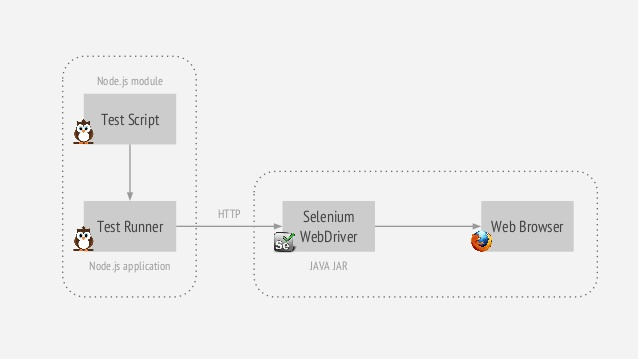 Node.js module
Test Script
Test Runner
Node.js application
HTTP
Selenium
WebDriver
Se
JAVA JAR
Web Browser